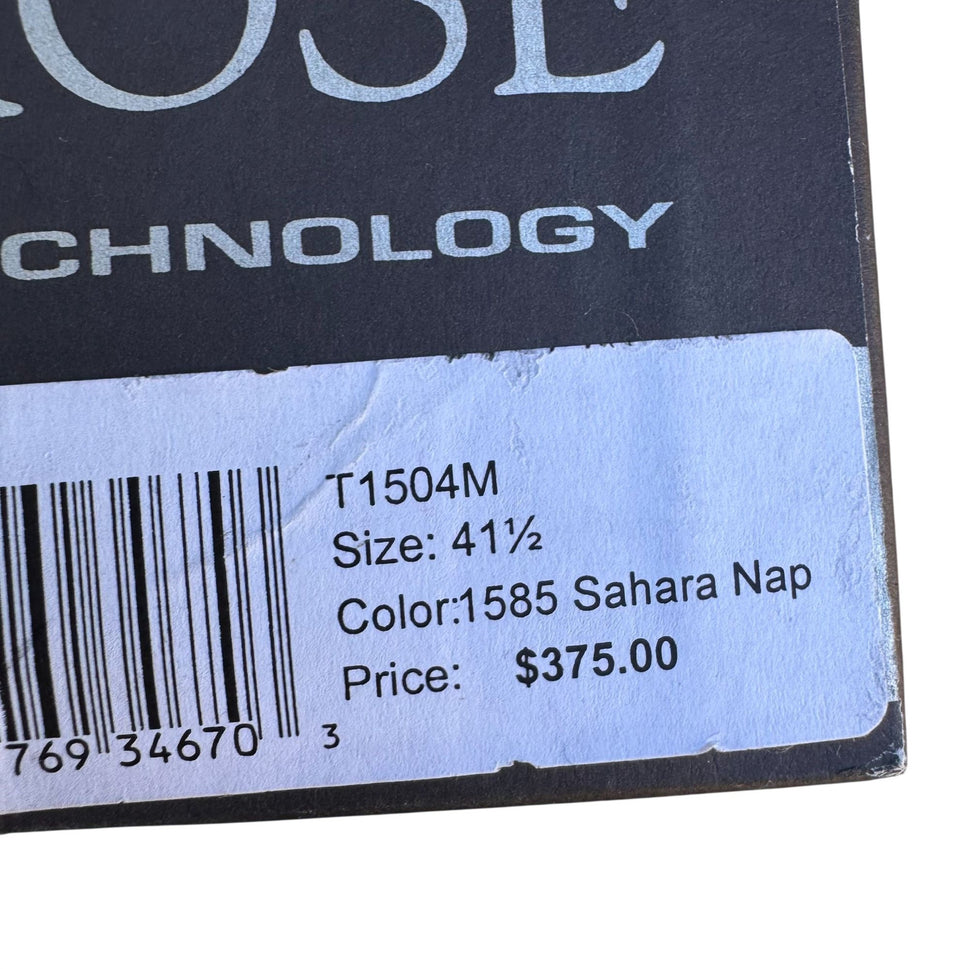 OSE
CHNOLOGY
T1504M
Size: 41½
Color:1585 Sahara Nap
Price: $375.00
769 34670 3